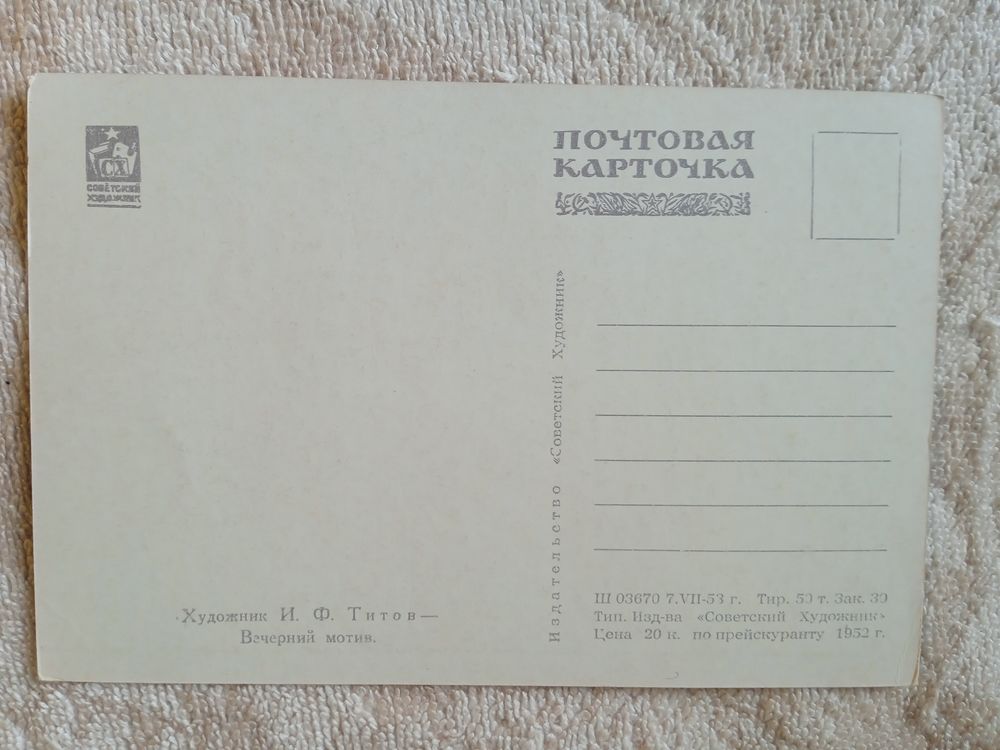 СХ
СОВЕТСКИЙ
ХУДОЖНИК
ПОЧТОВАЯ
КАРТОЧКА
Издательство «Советский Художник»
Художник И. Ф. Титов—
Вечерний мотив.
Ш 03670 7.VII-53 г. Тир. 50 т. Зак. 30
Тип. Изд-ва «Советский Художник»
Цена 20 к. по прейскуранту 1952 г.